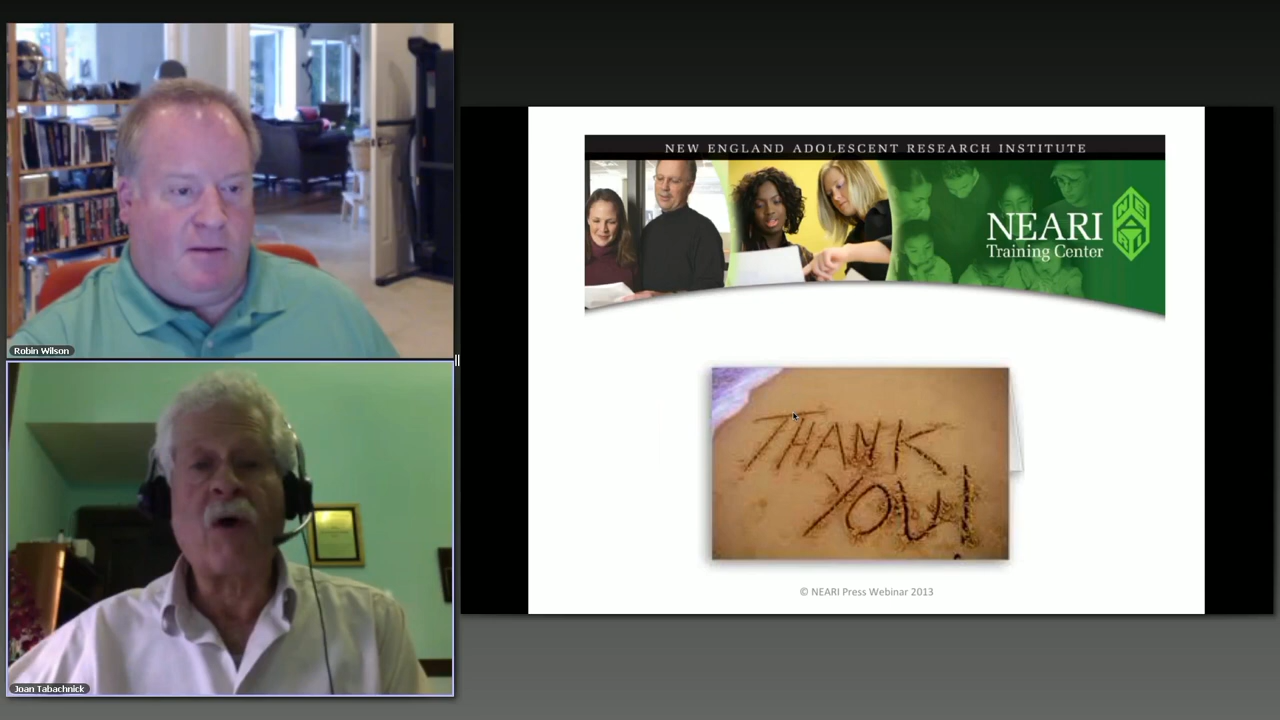 Robin Wilson
Joan Tabachnick
NEW ENGLAND ADOLESCENT RESEARCH INSTITUTE
NEARI
Training Center
THANK
YOU!
© NEARI Press Webinar 2013